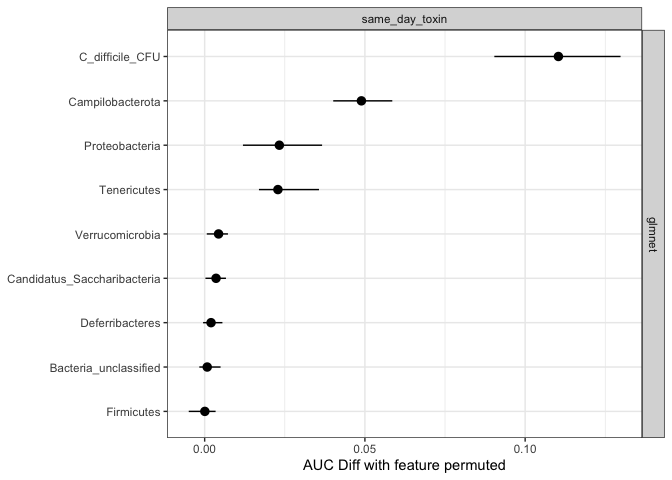 same_day_toxin
C_difficile_CFU
Campilobacterota
Proteobacteria
Tenericutes
Verrucomicrobia
Candidatus_Saccharibacteria
Deferribacteres
Bacteria_unclassified
Firmicutes
glmnet
0.00 0.05 0.10
AUC Diff with feature permuted